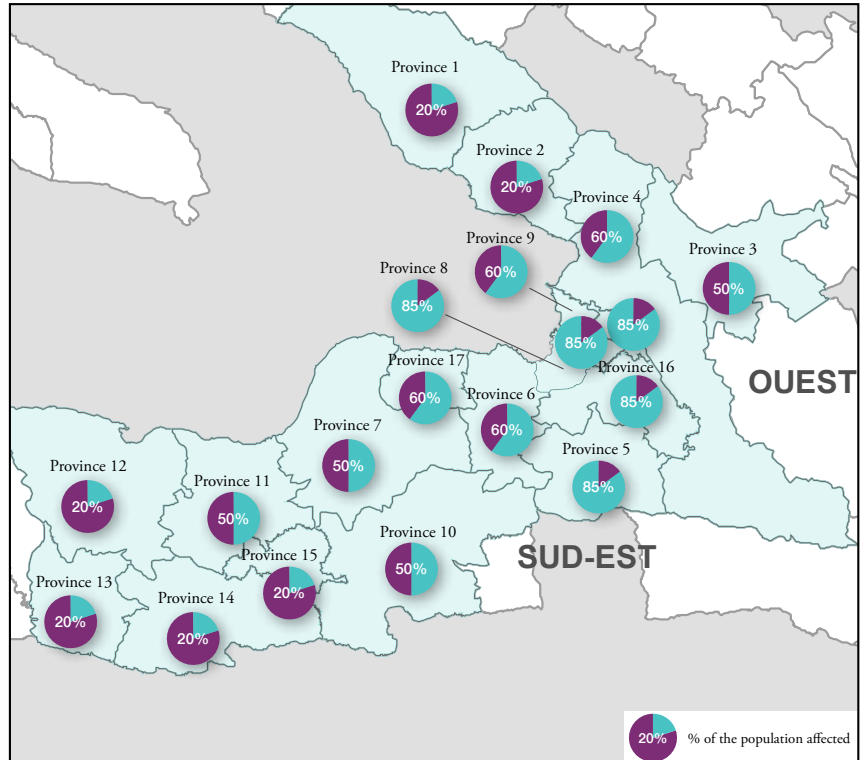 Province 1
20%
Province 2
20%
Province 4
60%
Province 9
60%
Province 3
50%
Province 8
85%
85%
85%
Province 17
60%
Province 6
60%
Province 16
85%
OUEST
Province 7
50%
Province 5
85%
Province 12
20%
Province 11
50%
Province 10
50%
SUD-EST
Province 15
20%
Province 13
20%
Province 14
20%
20%
% of the population affected